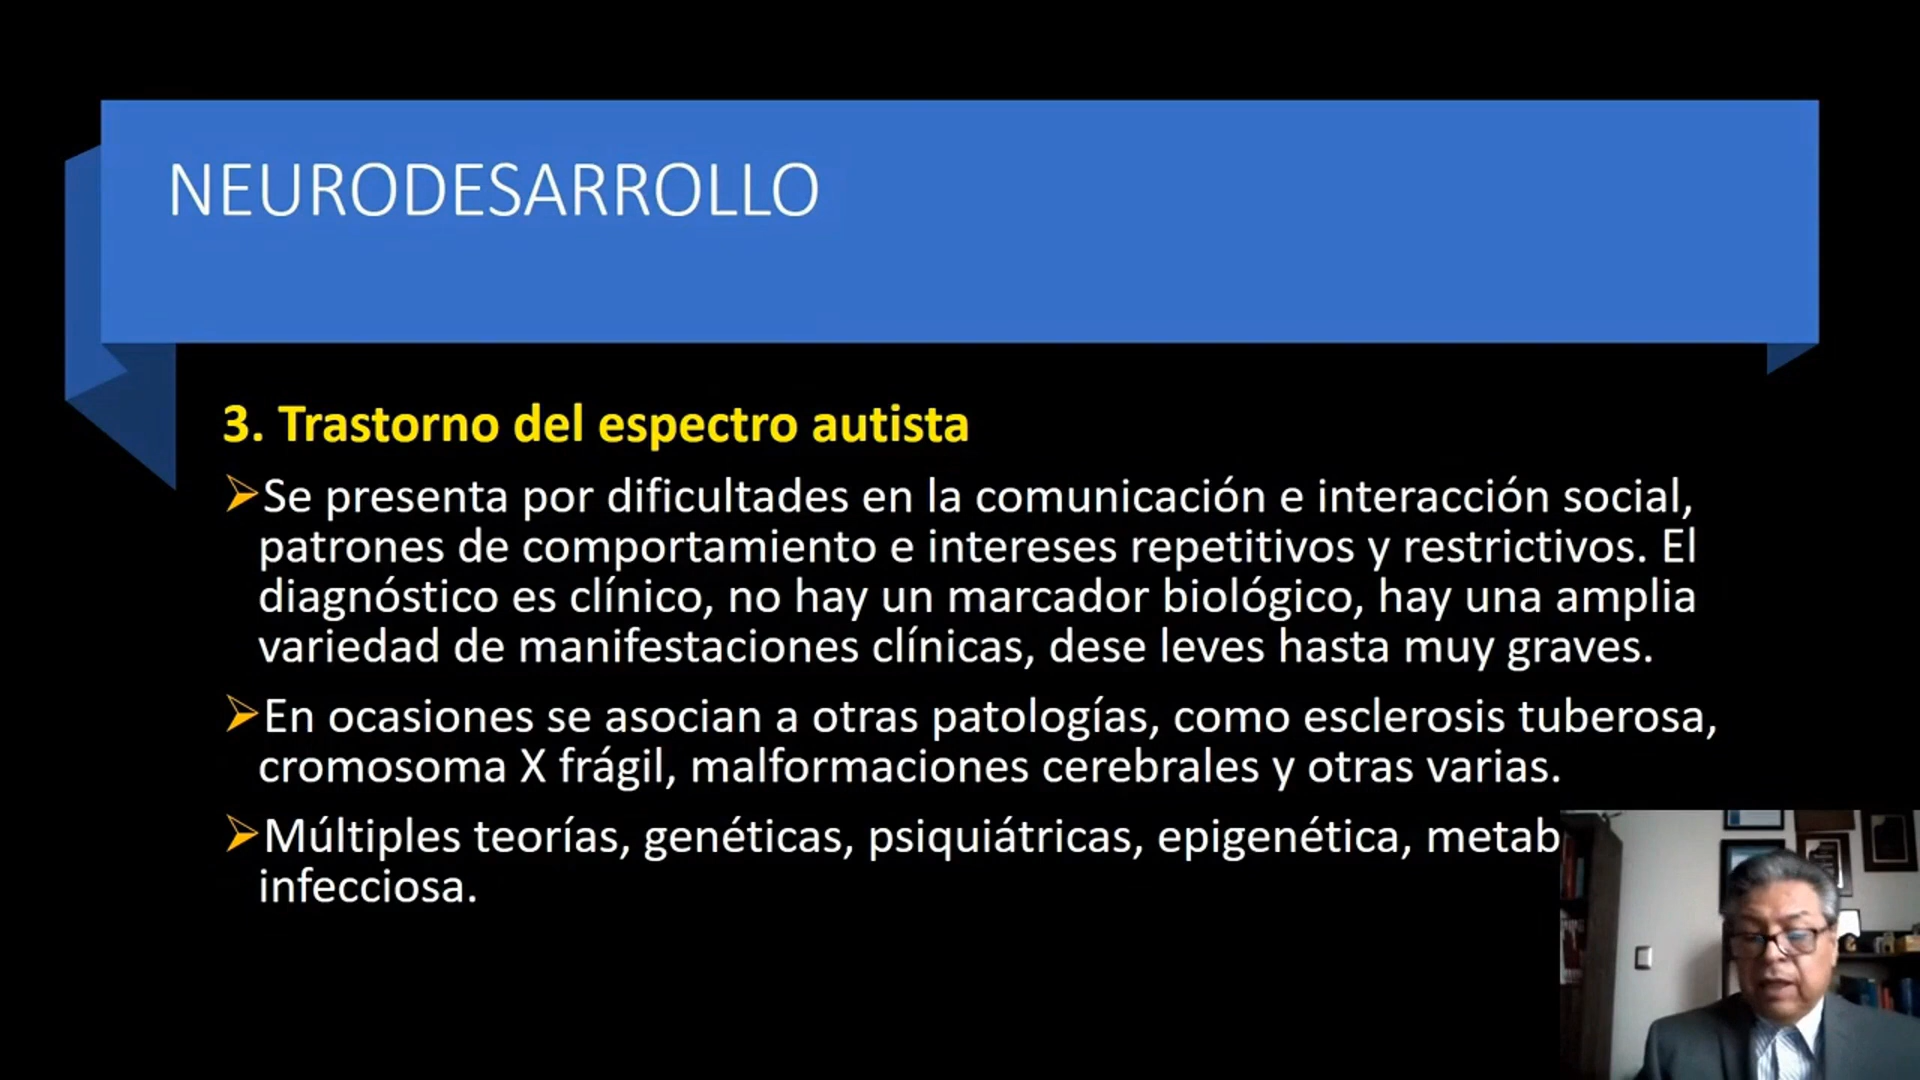 NEURODESARROLLO
3. Trastorno del espectro autista
Se presenta por dificultades en la comunicación e interacción social,
patrones de comportamiento e intereses repetitivos y restrictivos. El
diagnóstico es clínico, no hay un marcador biológico, hay una amplia
variedad de manifestaciones clínicas, dese leves hasta muy graves.
En ocasiones se asocian a otras patologías, como esclerosis tuberosa,
cromosoma X frágil, malformaciones cerebrales y otras varias.
Múltiples teorías, genéticas, psiquiátricas, epigenética, metab
infecciosa.